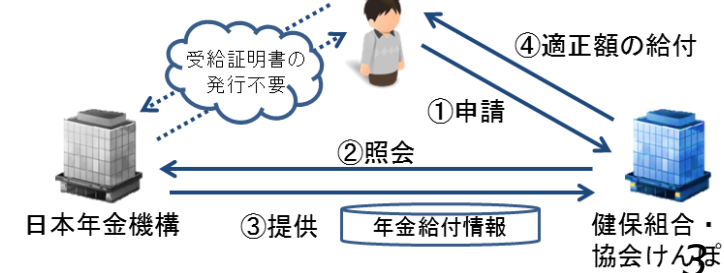 受給証明書の
発行不要
④適正額の給付
①申請
②照会
日本年金機構
③提供
年金給付情報
健保組合・
協会けんぽ
3